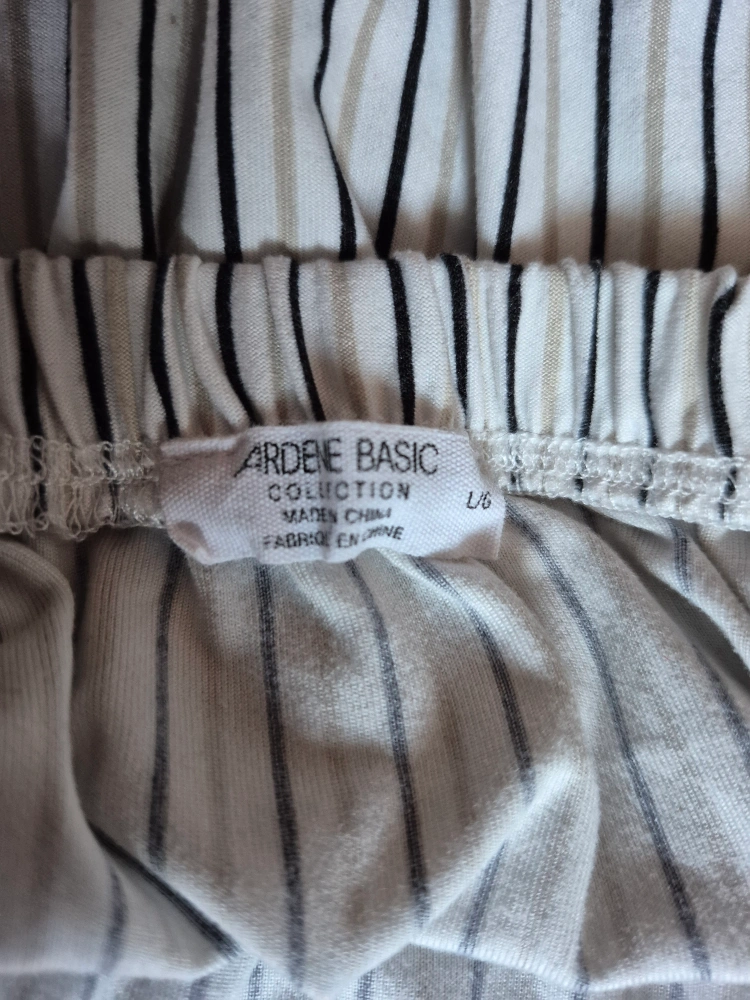 ARDENE BASIC
COLLECTION
L/G
MADE IN CHINA
FABRIQUÉ EN CHINE